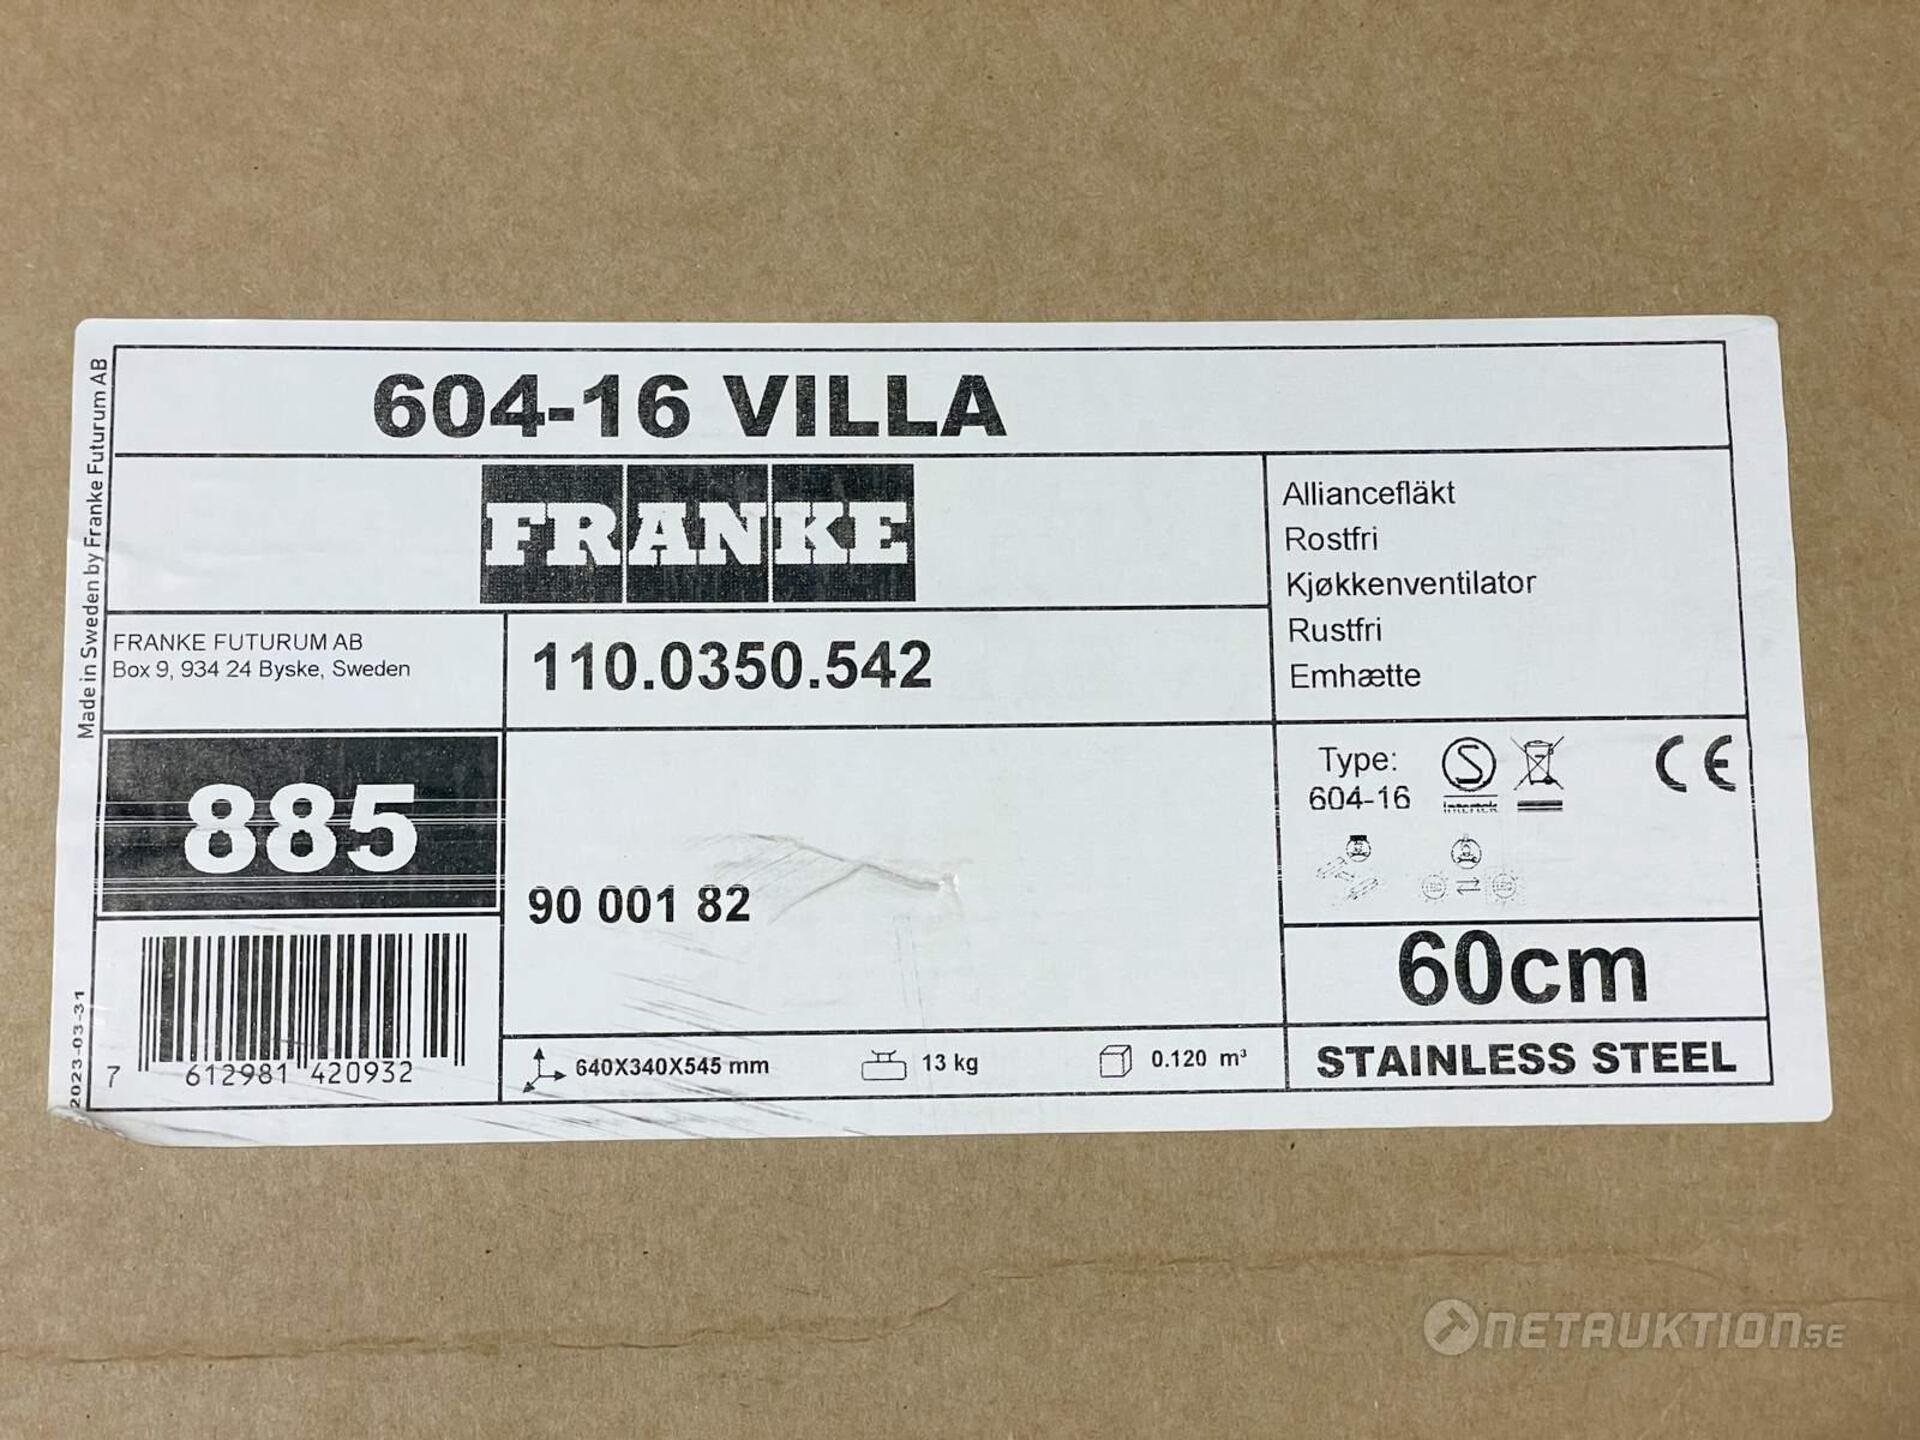 604-16 VILLA
Made in Sweden by Franke Futurum AB
FRANKE
Alliancefläkt
Rostfri
Kjøkkenventilator
Rustfri
Emhætte
FRANKE FUTURUM AB
Box 9, 934 24 Byske, Sweden
110.0350.542
885
90 001 82
Type:
604-16
S
Intertek
CE
60cm
STAINLESS STEEL
2023-03-31
7 612981 420932
640X340X545 mm
13 kg
0.120 m³
NETAUKTION.SE